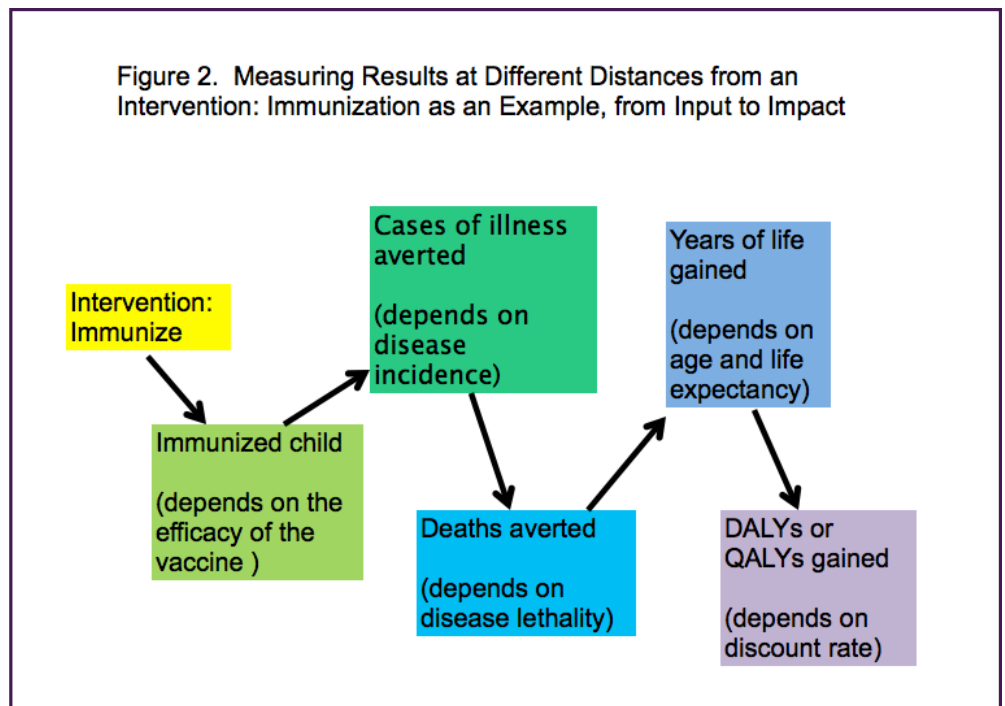 Figure 2.  Measuring Results at Different Distances from an
Intervention: Immunization as an Example, from Input to Impact
Intervention:
Immunize
Immunized child
(depends on the
efficacy of the
vaccine )
Cases of illness
averted
(depends on
disease
incidence)
Deaths averted
(depends on
disease lethality)
Years of life
gained
(depends on
age and life
expectancy)
DALYs or
QALYs gained
(depends on
discount rate)